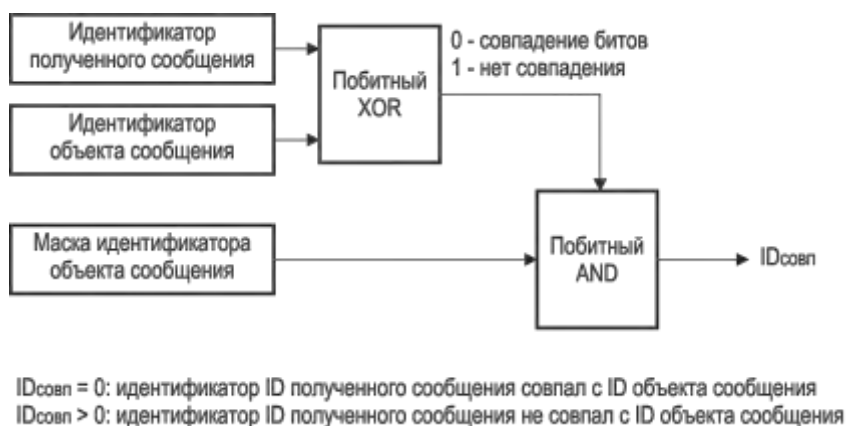 Идентификатор
полученного сообщения
0 - совпадение битов
1 - нет совпадения
Побитный
XOR
Идентификатор
объекта сообщения
Маска идентификатора
объекта сообщения
Побитный
AND
IDсовп
IDсовп = 0: идентификатор ID полученного сообщения совпал с ID объекта сообщения
IDсовп > 0: идентификатор ID полученного сообщения не совпал с ID объекта сообщения